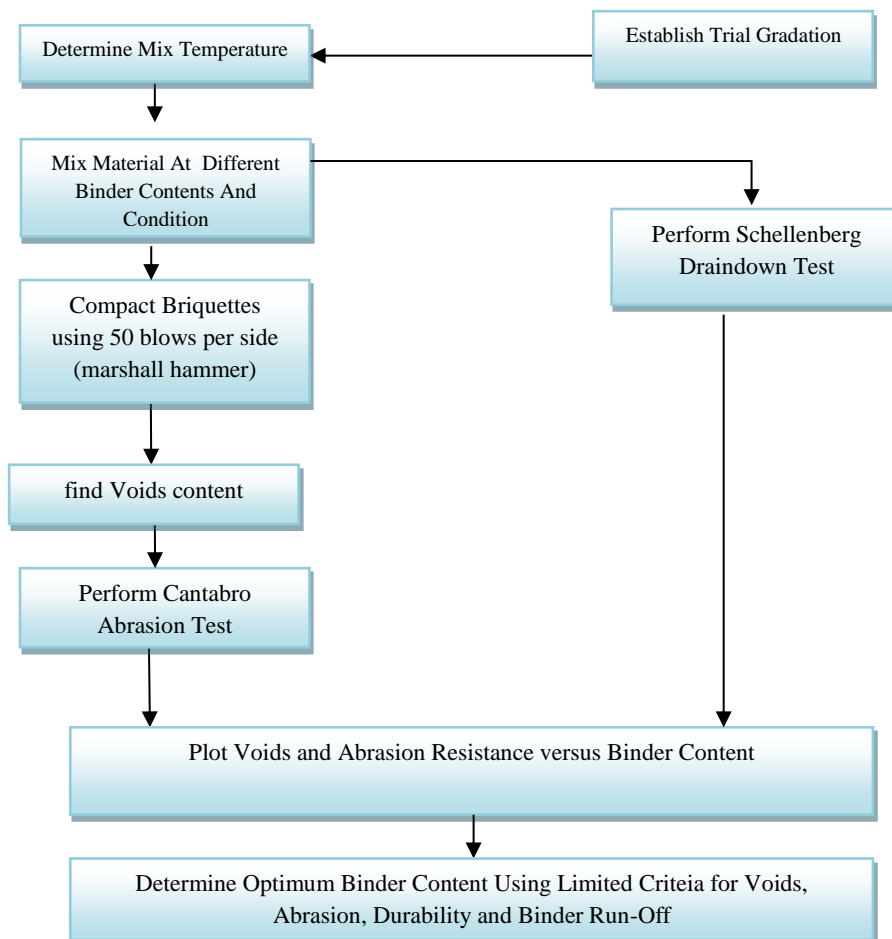 Establish Trial Gradation
Determine Mix Temperature
Mix Material At Different
Binder Contents And
Condition
Perform Schellenberg
Draindown Test
Compact Briquettes
using 50 blows per side
(marshall hammer)
find Voids content
Perform Cantabro
Abrasion Test
Plot Voids and Abrasion Resistance versus Binder Content
Determine Optimum Binder Content Using Limited Criteia for Voids,
Abrasion, Durability and Binder Run-Off